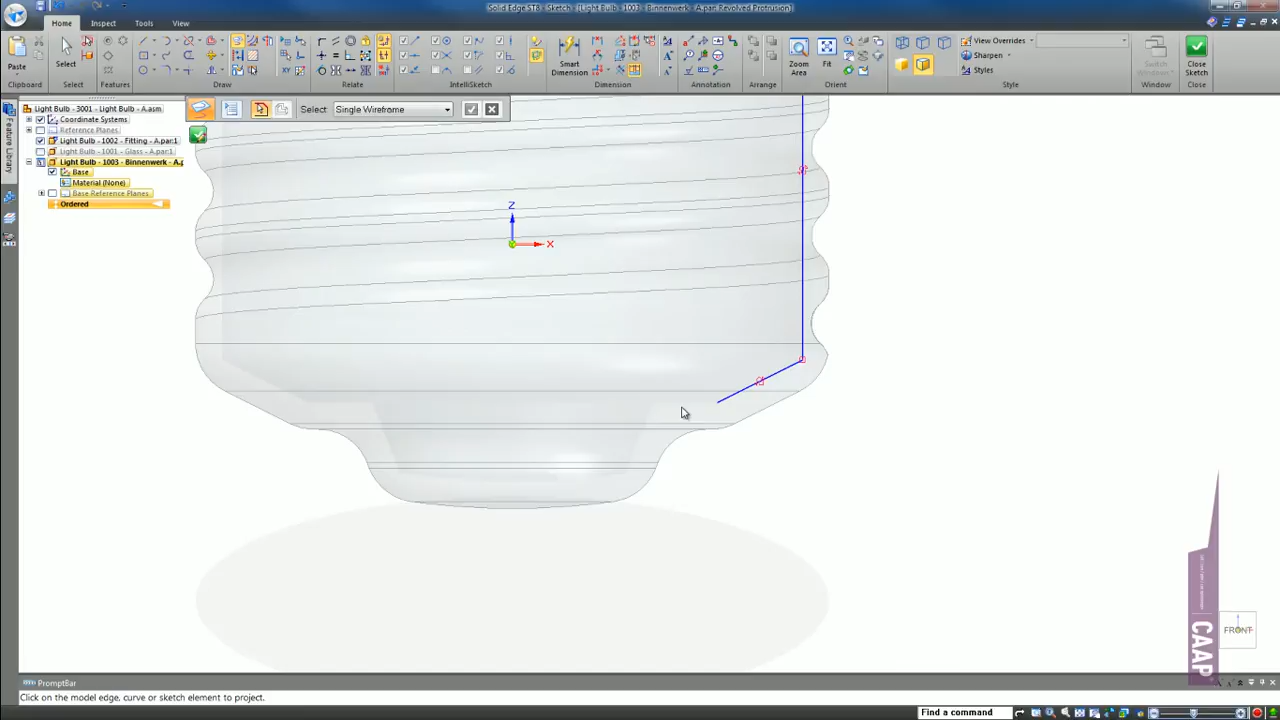 Solid Edge ST8 - Sketch - [Light Bulb - 1003 - Binnenwerk - A.par: Revolved Protrusion]
Home
Inspect
Tools
View
Paste
Select
Smart
Dimension
Zoom
Area
Fit
View Overrides
Sharpen
Styles
Switch
Windows
Close
Sketch
Clipboard
Select
Features
Draw
Relate
IntelliSketch
Dimension
Annotation
Arrange
Orient
Style
Window
Close
Select
Single Wireframe
Light Bulb - 3001 - Light Bulb - A.asm
Coordinate Systems
Reference Planes
Light Bulb - 1002 - Fitting - A.par:1
Light Bulb - 1001 - Glass - A.par:1
Light Bulb - 1003 - Binnenwerk - A.p
Base
Material (None)
Base Reference Planes
Ordered
Feature Library
Z
X
FRONT
CAAP
PromptBar
Click on the model edge, curve or sketch element to project.
Find a command